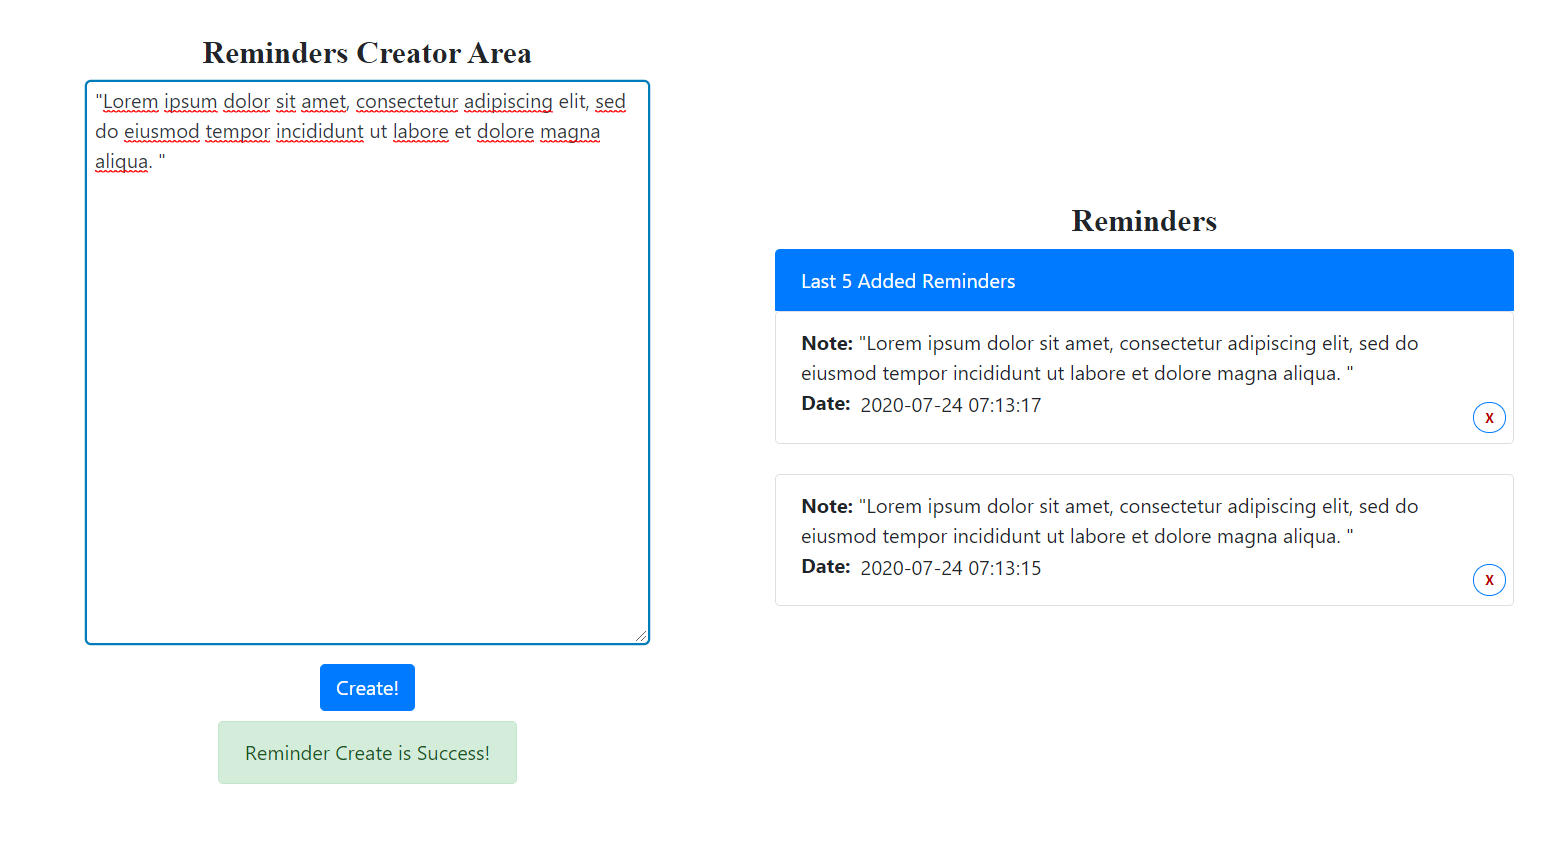 Reminders Creator Area
"Lorem ipsum dolor sit amet, consectetur adipiscing elit, sed
do eiusmod tempor incididunt ut labore et dolore magna
aliqua. "
Create!
Reminder Create is Success!
Reminders
Last 5 Added Reminders
Note: "Lorem ipsum dolor sit amet, consectetur adipiscing elit, sed do
eiusmod tempor incididunt ut labore et dolore magna aliqua. "
Date: 2020-07-24 07:13:17
X
Note: "Lorem ipsum dolor sit amet, consectetur adipiscing elit, sed do
eiusmod tempor incididunt ut labore et dolore magna aliqua. "
Date: 2020-07-24 07:13:15
X